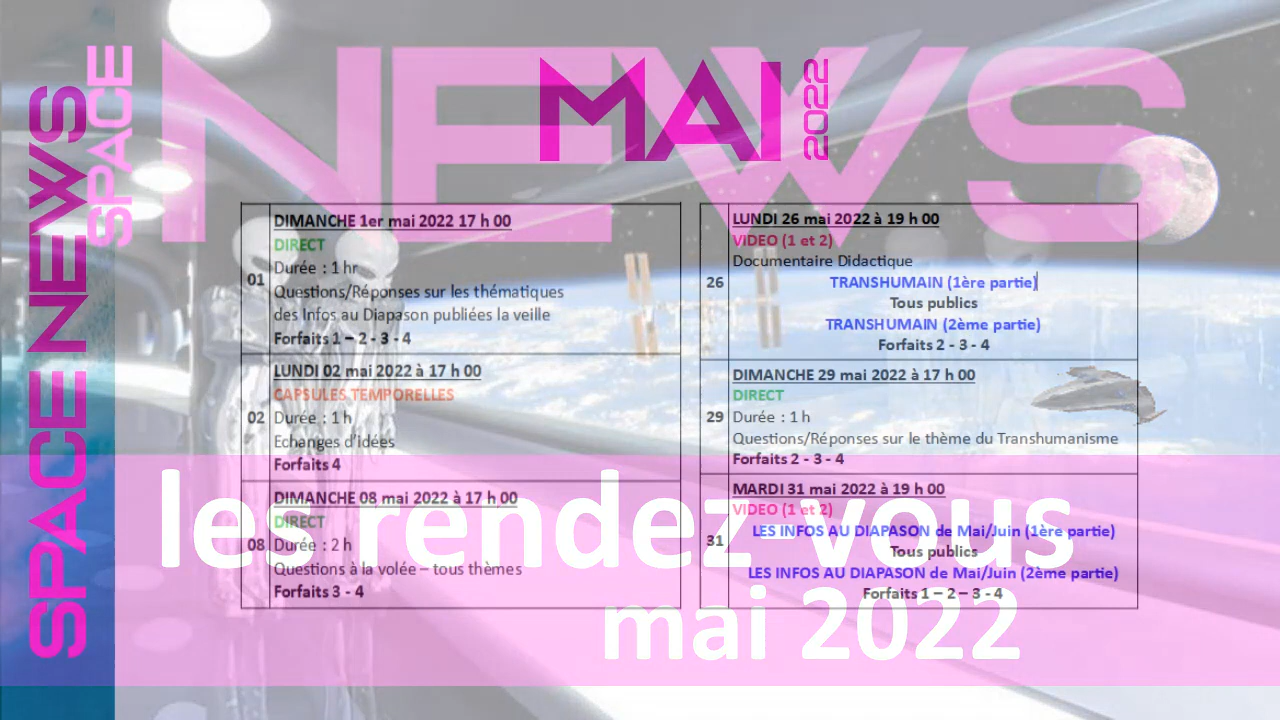 SPACE NEWS
SPACE
NEWS
MAI
2022
DIMANCHE 1er mai 2022 17 h 00
DIRECT
Durée : 1 hr
01
Questions/Réponses sur les thématiques
des Infos au Diapason publiées la veille
Forfaits 1 – 2 - 3 - 4
LUNDI 02 mai 2022 à 17 h 00
CAPSULES TEMPORELLES
02 Durée : 1 h
Echanges d'idées
Forfaits 4
DIMANCHE 08 mai 2022 à 17 h 00
DIRECT
08 Durée : 2 h
Questions à la volée – tous thèmes
Forfaits 3 - 4
LUNDI 26 mai 2022 à 19 h 00
ViDEO (1 et 2)
Documentaire Didactique
26 TRANSHUMAIN (1ère partie)
Tous publics
TRANSHUMAIN (2ème partie)
Forfaits 2 - 3 - 4
DIMANCHE 29 mai 2022 à 17 h 00
DIRECT
29 Durée : 1 h
Questions/Réponses sur le thème du Transhumanisme
Forfaits 2 - 3 - 4
MARDI 31 mai 2022 à 19 h 00
VIDEO (1 et 2)
LES INFOS AU DIAPASON de Mai/Juin (1ère partie)
31 Tous publics
LES INFOS AU DIAPASON de Mai/Juin (2ème partie)
Forfaits 1 – 2 – 3 - 4
les rendez-vous
mai 2022